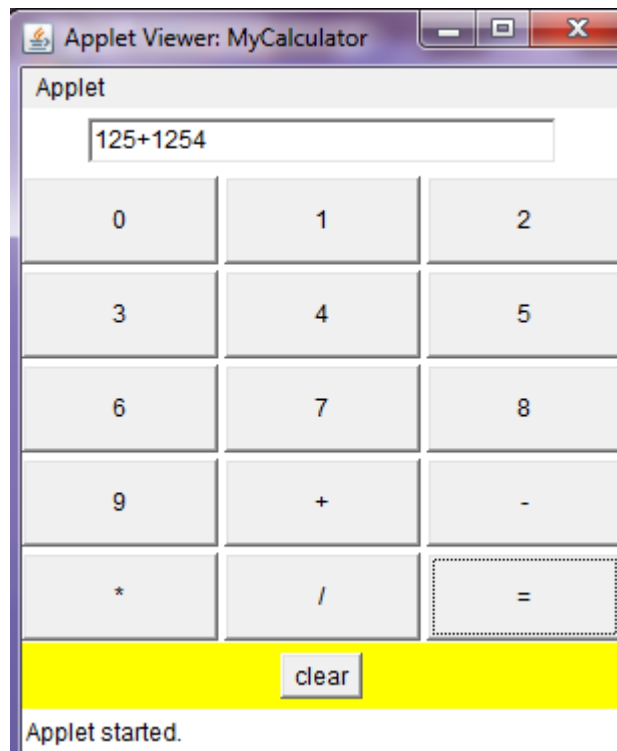 Applet Viewer: MyCalculator
Applet
125+1254
0 1 2
3 4 5
6 7 8
9 + -
* / =
clear
Applet started.